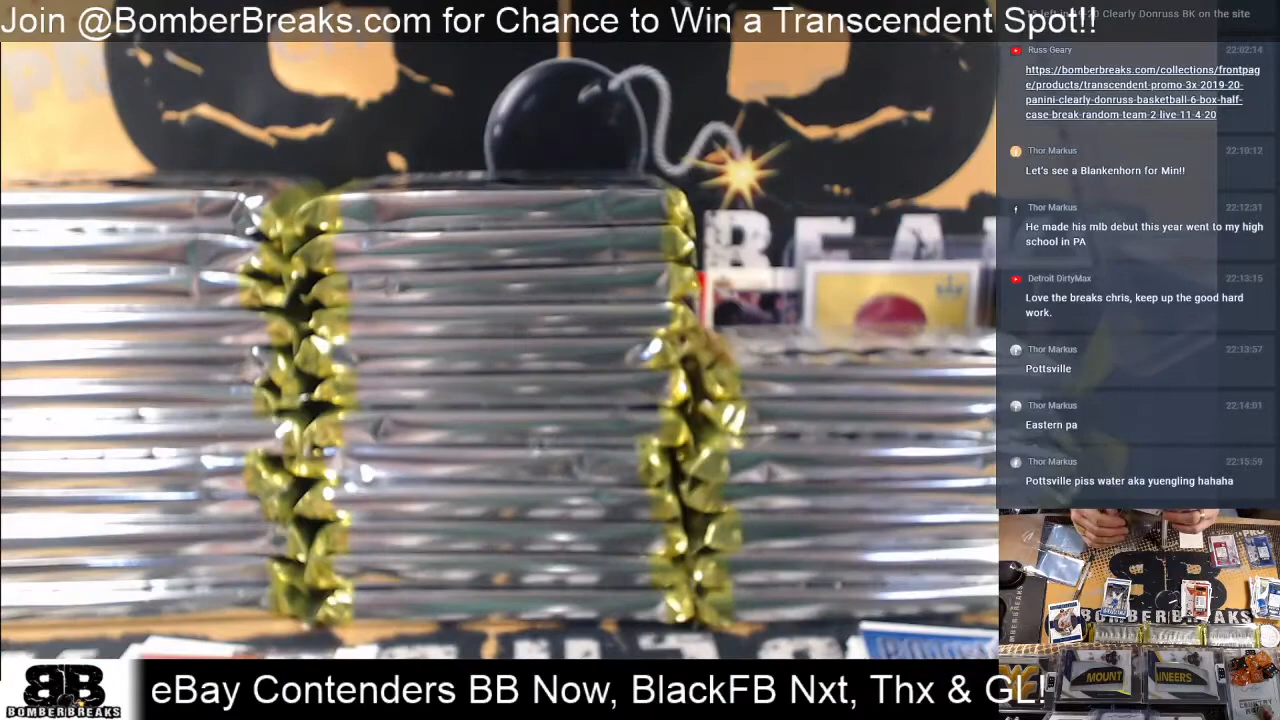 Join @BomberBreaks.com for Chance to Win a Transcendent Spot!!
Clearly Donruss BK on the site
Russ Geary 22:02:14
https://bomberbreaks.com/collections/frontpag
e/products/transcendent-promo-3x-2019-20-
panini-clearly-donruss-basketball-6-box-half-
case-break-random-team-2-live-11-4-20
Thor Markus 22:10:12
Let's see a Blankenhorn for Min!!
Thor Markus 22:12:31
He made his mlb debut this year went to my high
school in PA
Detroit DirtyMax 22:13:15
Love the breaks chris, keep up the good hard
work.
Thor Markus 22:13:57
Pottsville
Thor Markus 22:14:01
Eastern pa
Thor Markus 22:15:59
Pottsville piss water aka yuengling hahaha
BREA
BB
BOMBERBREAKS
MOUNT
AINEERS
BB
BOMBERBREAKS
eBay Contenders BB Now, BlackFB Nxt, Thx & GL!